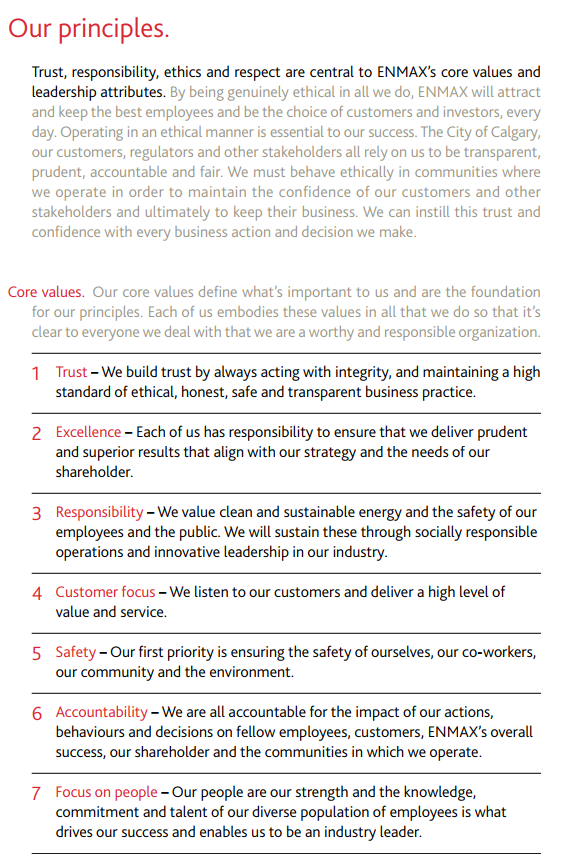 Our principles.
Trust, responsibility, ethics and respect are central to ENMAX’s core values and
leadership attributes. By being genuinely ethical in all we do, ENMAX will attract
and keep the best employees and be the choice of customers and investors, every
day. Operating in an ethical manner is essential to our success. The City of Calgary,
our customers, regulators and other stakeholders all rely on us to be transparent,
prudent, accountable and fair. We must behave ethically in communities where
we operate in order to maintain the confidence of our customers and other
stakeholders and ultimately to keep their business. We can instill this trust and
confidence with every business action and decision we make.
Core values. Our core values define what’s important to us and are the foundation
for our principles. Each of us embodies these values in all that we do so that it’s
clear to everyone we deal with that we are a worthy and responsible organization.
1 Trust – We build trust by always acting with integrity, and maintaining a high
standard of ethical, honest, safe and transparent business practice.
2 Excellence – Each of us has responsibility to ensure that we deliver prudent
and superior results that align with our strategy and the needs of our
shareholder.
3 Responsibility – We value clean and sustainable energy and the safety of our
employees and the public. We will sustain these through socially responsible
operations and innovative leadership in our industry.
4 Customer focus – We listen to our customers and deliver a high level of
value and service.
5 Safety – Our first priority is ensuring the safety of ourselves, our co-workers,
our community and the environment.
6 Accountability – We are all accountable for the impact of our actions,
behaviours and decisions on fellow employees, customers, ENMAX’s overall
success, our shareholder and the communities in which we operate.
7 Focus on people – Our people are our strength and the knowledge,
commitment and talent of our diverse population of employees is what
drives our success and enables us to be an industry leader.